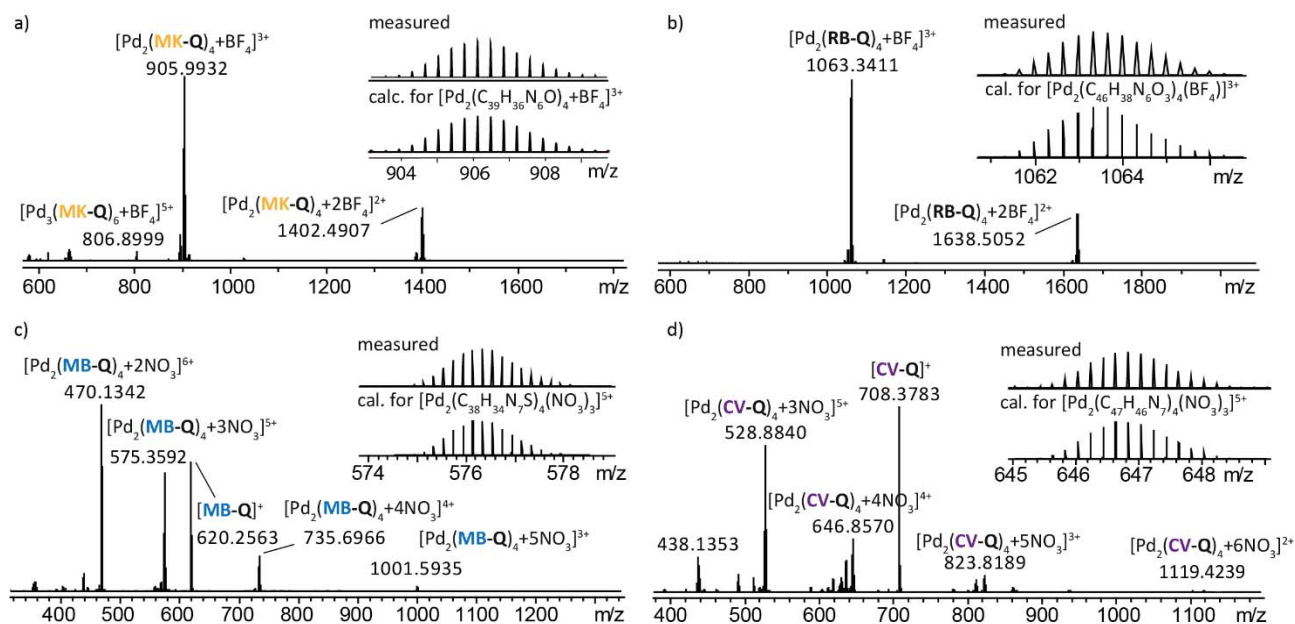 a)
[Pd₂(MK-Q)₄+BF₄]³⁺
905.9932
measured
calc. for [Pd₂(C₃₉H₃₆N₆O)₄+BF₄]³⁺
904 906 908 m/z
[Pd₃(MK-Q)₆+BF₄]⁵⁺
806.8999
[Pd₂(MK-Q)₄+2BF₄]²⁺
1402.4907
600 800 1000 1200 1400 1600 m/z
b)
[Pd₂(RB-Q)₄+BF₄]³⁺
1063.3411
measured
cal. for [Pd₂(C₄₆H₃₈N₆O₃)₄(BF₄)]³⁺
1062 1064 m/z
[Pd₂(RB-Q)₄+2BF₄]²⁺
1638.5052
600 800 1000 1200 1400 1600 1800 m/z
c)
[Pd₂(MB-Q)₄+2NO₃]⁶⁺
470.1342
[Pd₂(MB-Q)₄+3NO₃]⁵⁺
575.3592
[MB-Q]⁺
620.2563
[Pd₂(MB-Q)₄+4NO₃]⁴⁺
735.6966
[Pd₂(MB-Q)₄+5NO₃]³⁺
1001.5935
measured
cal. for [Pd₂(C₃₈H₃₄N₇S)₄(NO₃)₃]⁵⁺
574 576 578 m/z
400 500 600 700 800 900 1000 1100 1200 m/z
d)
[CV-Q]⁺
708.3783
[Pd₂(CV-Q)₄+3NO₃]⁵⁺
528.8840
[Pd₂(CV-Q)₄+4NO₃]⁴⁺
646.8570
438.1353
[Pd₂(CV-Q)₄+5NO₃]³⁺
823.8189
[Pd₂(CV-Q)₄+6NO₃]²⁺
1119.4239
measured
cal. for [Pd₂(C₄₇H₄₆N₇)₄(NO₃)₃]⁵⁺
645 646 647 648 m/z
400 500 600 700 800 900 1000 1100 m/z